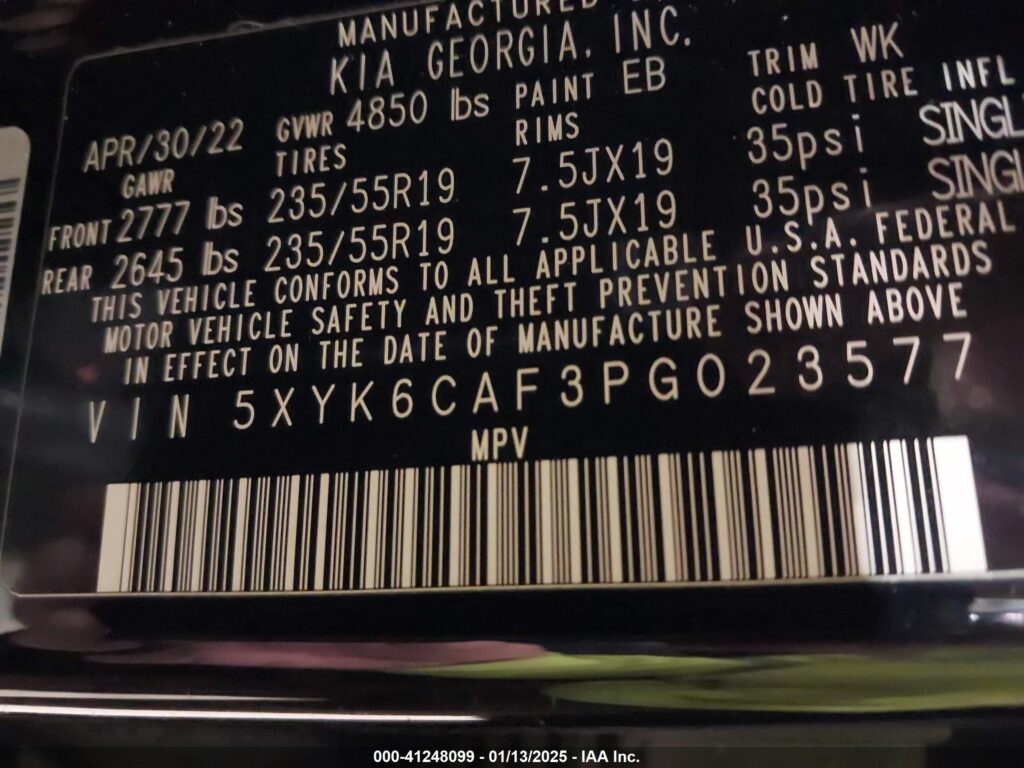 MANUFACTURED
KIA GEORGIA, INC.
APR/30/22 GVWR 4850 lbs PAINT EB TRIM WK
GAWR TIRES RIMS COLD TIRE INFL
FRONT 2777 lbs 235/55R19 7.5JX19 35psi SINGL
REAR 2645 lbs 235/55R19 7.5JX19 35psi SINGL
THIS VEHICLE CONFORMS TO ALL APPLICABLE U.S.A. FEDERAL
MOTOR VEHICLE SAFETY AND THEFT PREVENTION STANDARDS
IN EFFECT ON THE DATE OF MANUFACTURE SHOWN ABOVE
VIN 5XYK6CAF3PG023577
MPV
000-41248099 - 01/13/2025 - IAA Inc.